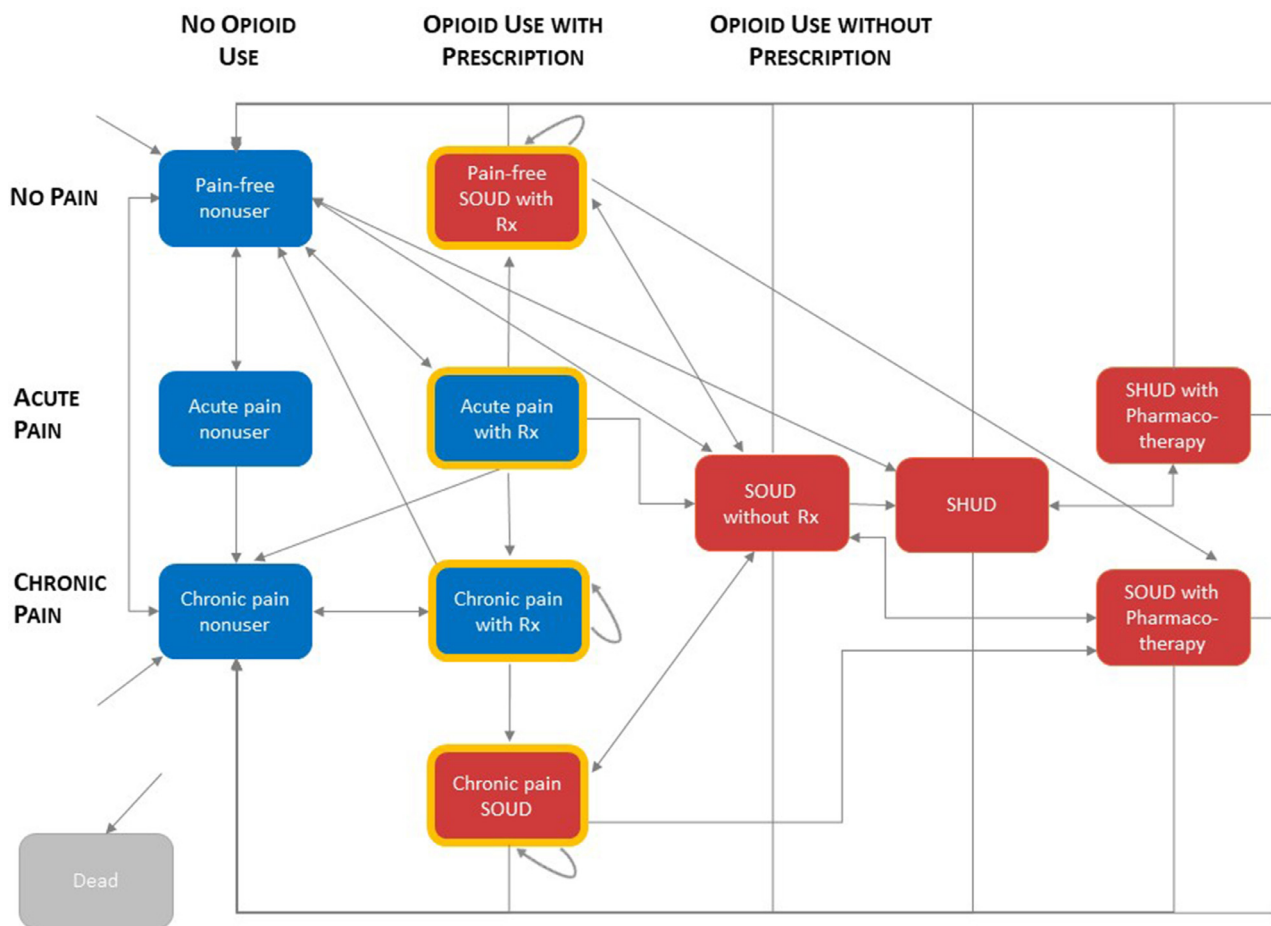 NO OPIOID
USE
OPIOID USE WITH
PRESCRIPTION
OPIOID USE WITHOUT
PRESCRIPTION
NO PAIN
Pain-free
nonuser
Pain-free
SOUD with
Rx
ACUTE
PAIN
Acute pain
nonuser
Acute pain
with Rx
SHUD with
Pharmaco-
therapy
SOUD
without Rx
SHUD
CHRONIC
PAIN
Chronic pain
nonuser
Chronic pain
with Rx
SOUD with
Pharmaco-
therapy
Chronic pain
SOUD
Dead